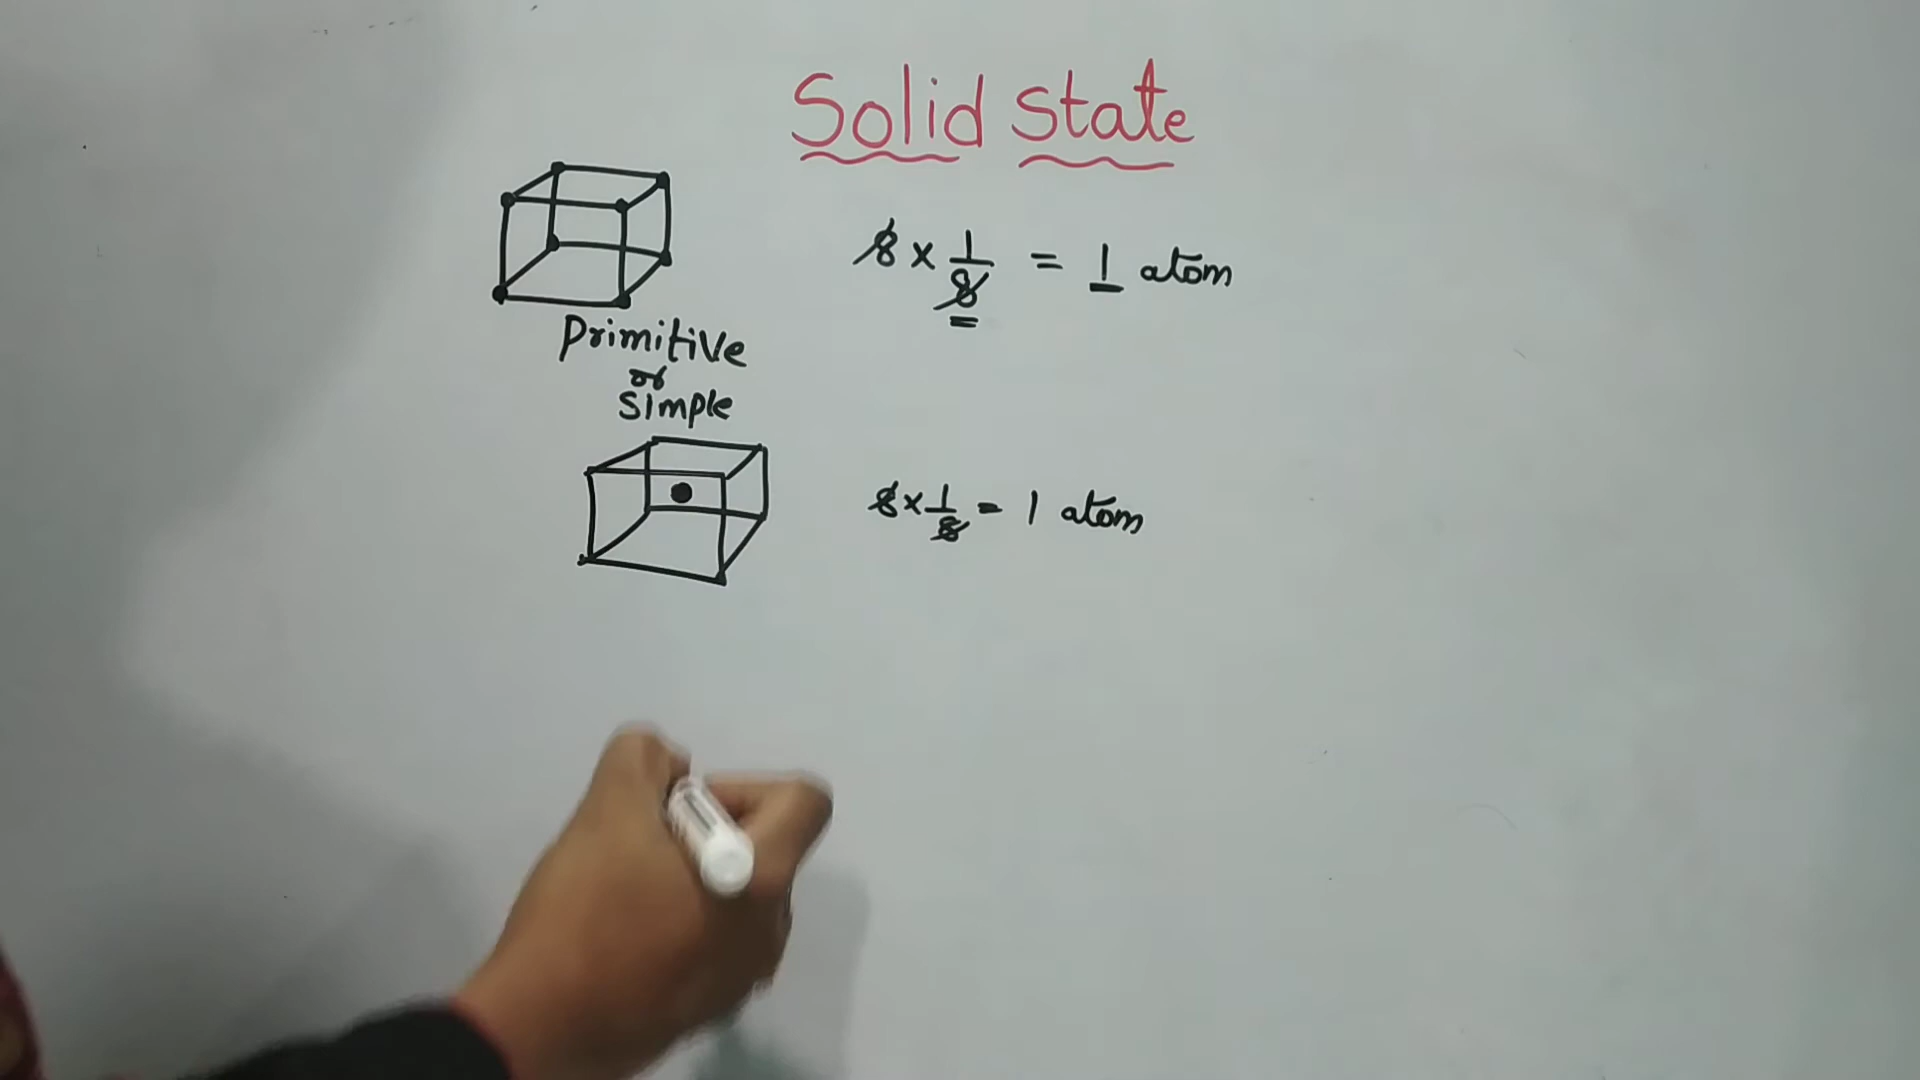 Solid State
8 × 1/8 = 1 atom
Primitive
or
Simple
8 × 1/8 = 1 atom